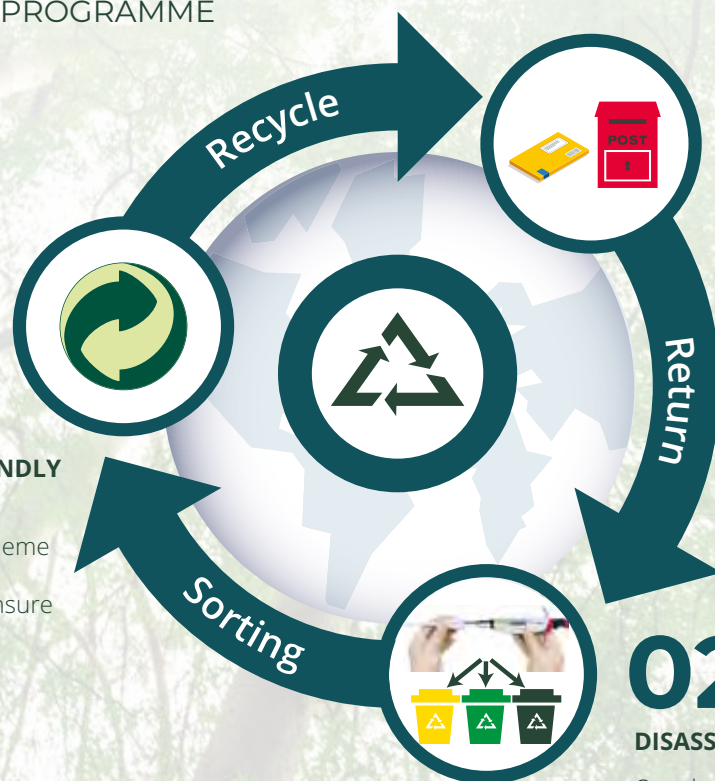 PROGRAMME
Recycle
POST
Return
NDLY
eme
nsure
Sorting
02
DISASS